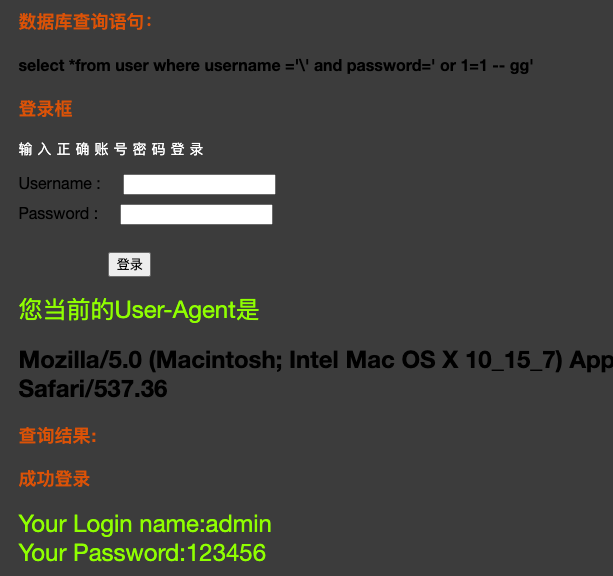 数据库查询语句：
select *from user where username ='\' and password=' or 1=1 -- gg'
登录框
输入正确账号密码登录
Username :
Password :
登录
您当前的User-Agent是
Mozilla/5.0 (Macintosh; Intel Mac OS X 10_15_7) App
Safari/537.36
查询结果:
成功登录
Your Login name:admin
Your Password:123456